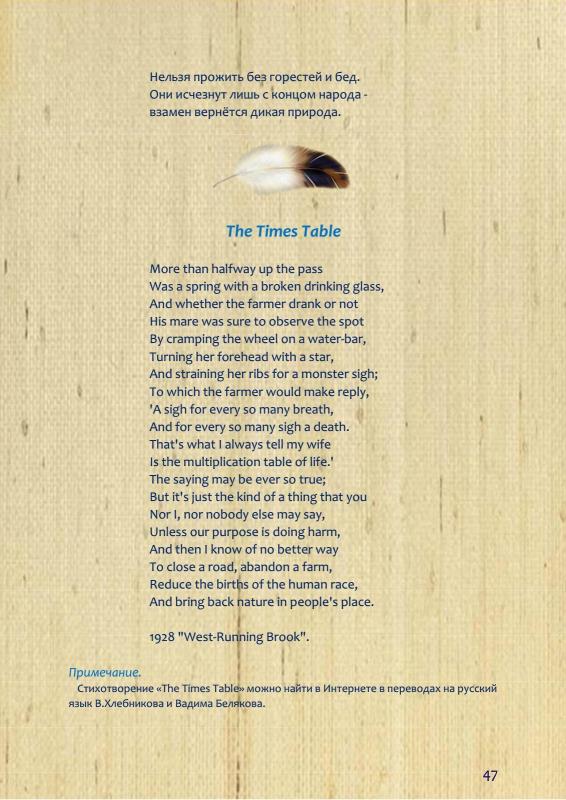 Нельзя прожить без горестей и бед.
Они исчезнут лишь с концом народа -
взамен вернётся дикая природа.
The Times Table
More than halfway up the pass
Was a spring with a broken drinking glass,
And whether the farmer drank or not
His mare was sure to observe the spot
By cramping the wheel on a water-bar,
Turning her forehead with a star,
And straining her ribs for a monster sigh;
To which the farmer would make reply,
'A sigh for every so many breath,
And for every so many sigh a death.
That's what I always tell my wife
Is the multiplication table of life.'
The saying may be ever so true;
But it's just the kind of a thing that you
Nor I, nor nobody else may say,
Unless our purpose is doing harm,
And then I know of no better way
To close a road, abandon a farm,
Reduce the births of the human race,
And bring back nature in people's place.
1928 "West-Running Brook".
Примечание.
Стихотворение «The Times Table» можно найти в Интернете в переводах на русский
язык В.Хлебникова и Вадима Белякова.
47